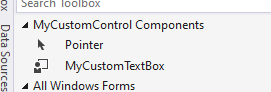 Search Toolbox
MyCustomControl Components
Pointer
MyCustomTextBox
All Windows Forms
Data Sources